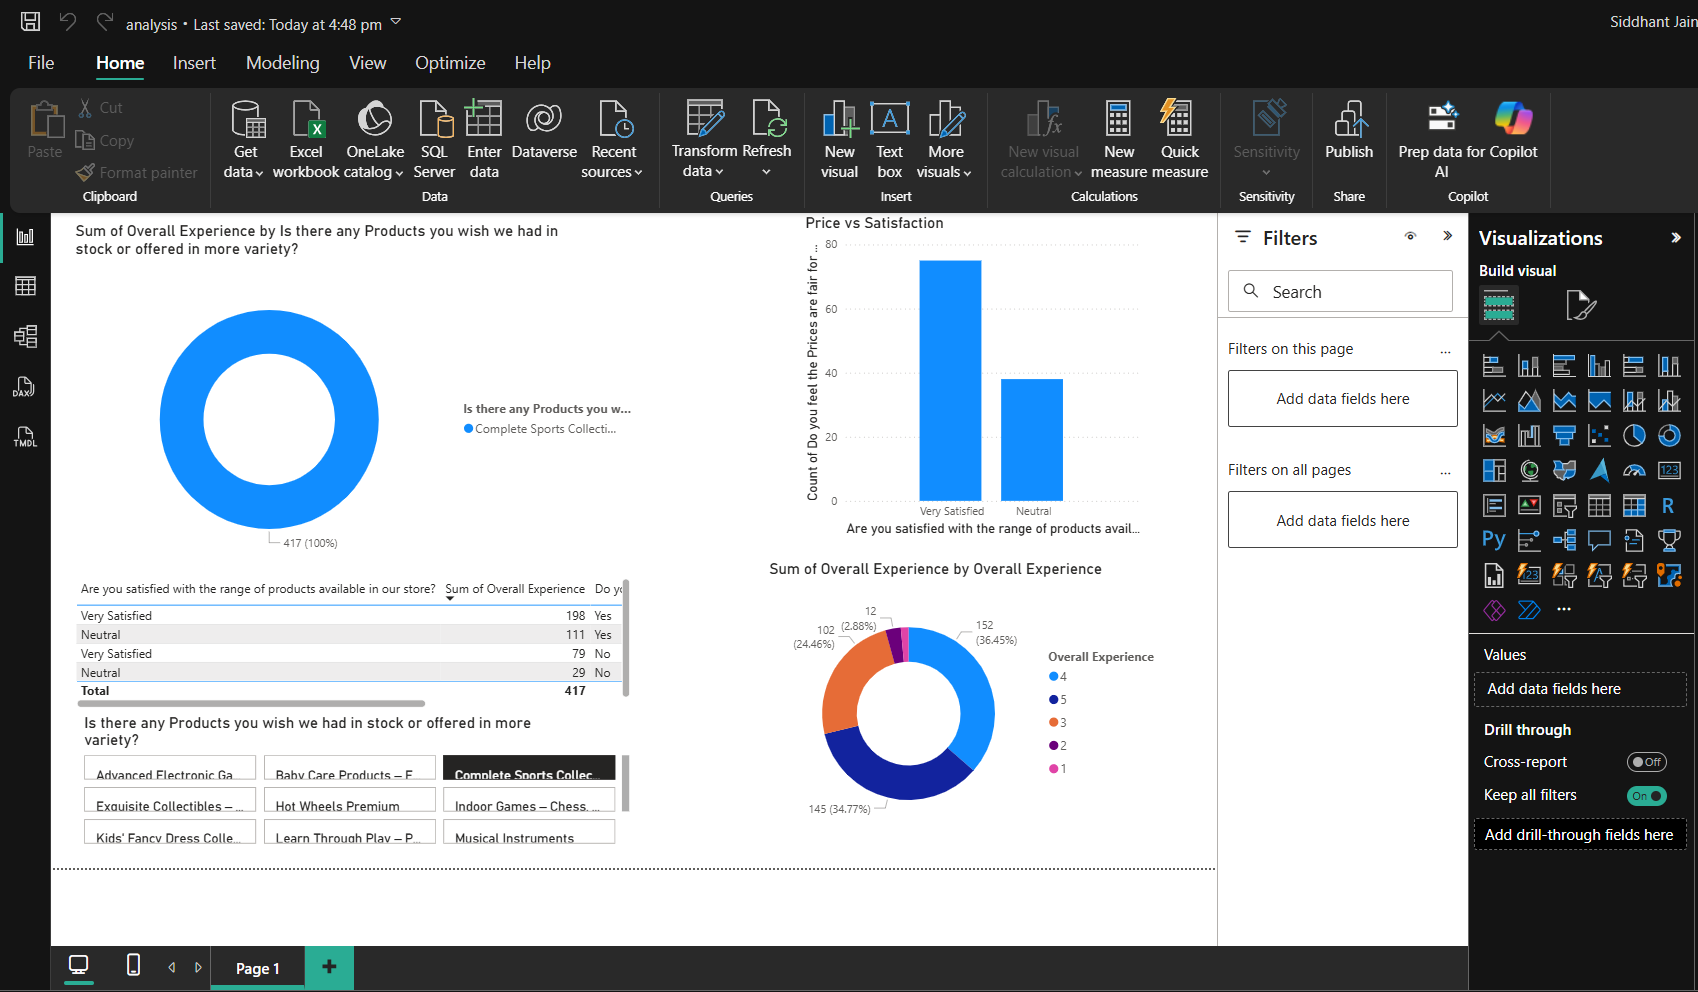 analysis • Last saved: Today at 4:48 pm
Siddhant Jain
File Home Insert Modeling View Optimize Help
Paste
Cut
Copy
Format painter
Clipboard
Get data
Excel workbook
OneLake catalog
SQL Server
Enter data
Dataverse
Recent sources
Data
Transform data
Refresh
Queries
New visual
Text box
More visuals
Insert
New visual calculation
New measure
Quick measure
Calculations
Sensitivity
Sensitivity
Publish
Share
Prep data for AI
Copilot
Copilot
DAX
TMDL
Sum of Overall Experience by Is there any Products you wish we had in
stock or offered in more variety?
Is there any Products you w...
Complete Sports Collecti...
417 (100%)
Price vs Satisfaction
Count of Do you feel the Prices are fair for ...
80
60
40
20
0
Very Satisfied Neutral
Are you satisfied with the range of products avail...
Are you satisfied with the range of products available in our store? Sum of Overall Experience Do yo
Very Satisfied 198 Yes
Neutral 111 Yes
Very Satisfied 79 No
Neutral 29 No
Total 417
Is there any Products you wish we had in stock or offered in more
variety?
Advanced Electronic Ga... Baby Care Products – F... Complete Sports Collec...
Exquisite Collectibles – ... Hot Wheels Premium Indoor Games – Chess, ...
Kids' Fancy Dress Colle... Learn Through Play – P... Musical Instruments
Sum of Overall Experience by Overall Experience
12
(2.88%)
102
(24.46%)
152
(36.45%)
145 (34.77%)
Overall Experience
4
5
3
2
1
Filters
Search
Filters on this page ...
Add data fields here
Filters on all pages ...
Add data fields here
Visualizations
Build visual
123
R
Py
123
...
Values
Add data fields here
Drill through
Cross-report Off
Keep all filters On
Add drill-through fields here
Page 1